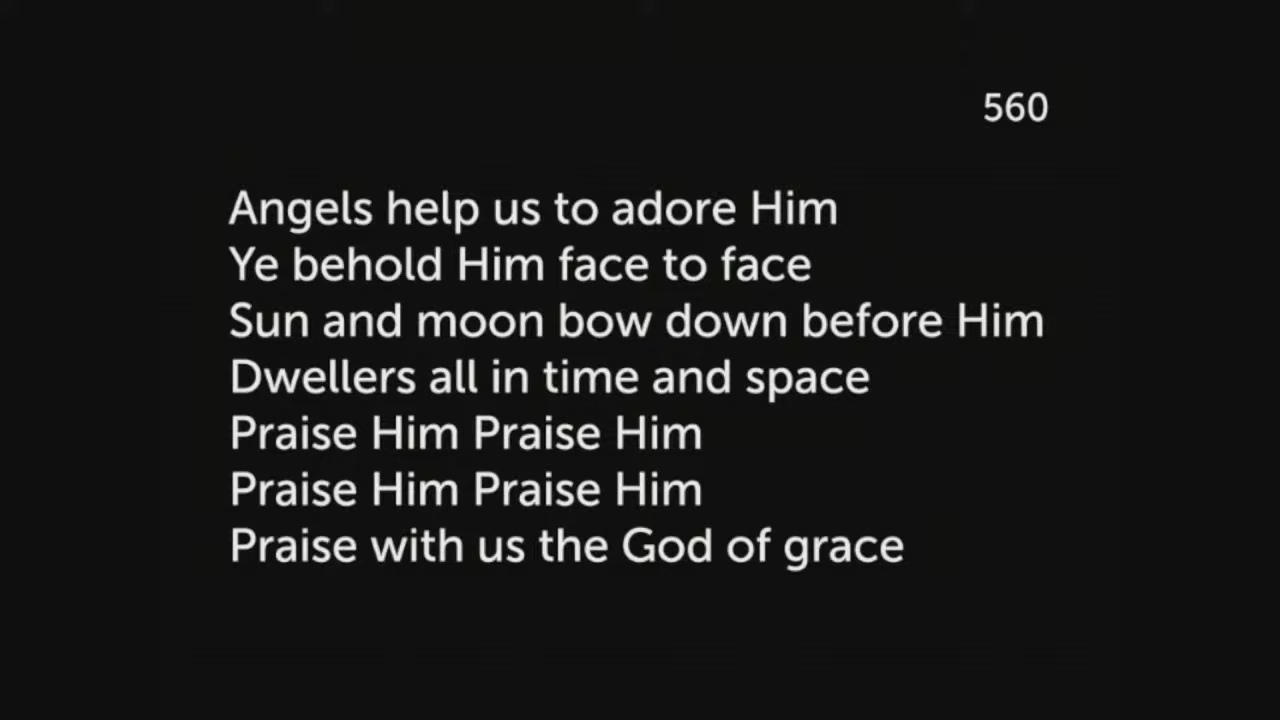 560
Angels help us to adore Him
Ye behold Him face to face
Sun and moon bow down before Him
Dwellers all in time and space
Praise Him Praise Him
Praise Him Praise Him
Praise with us the God of grace